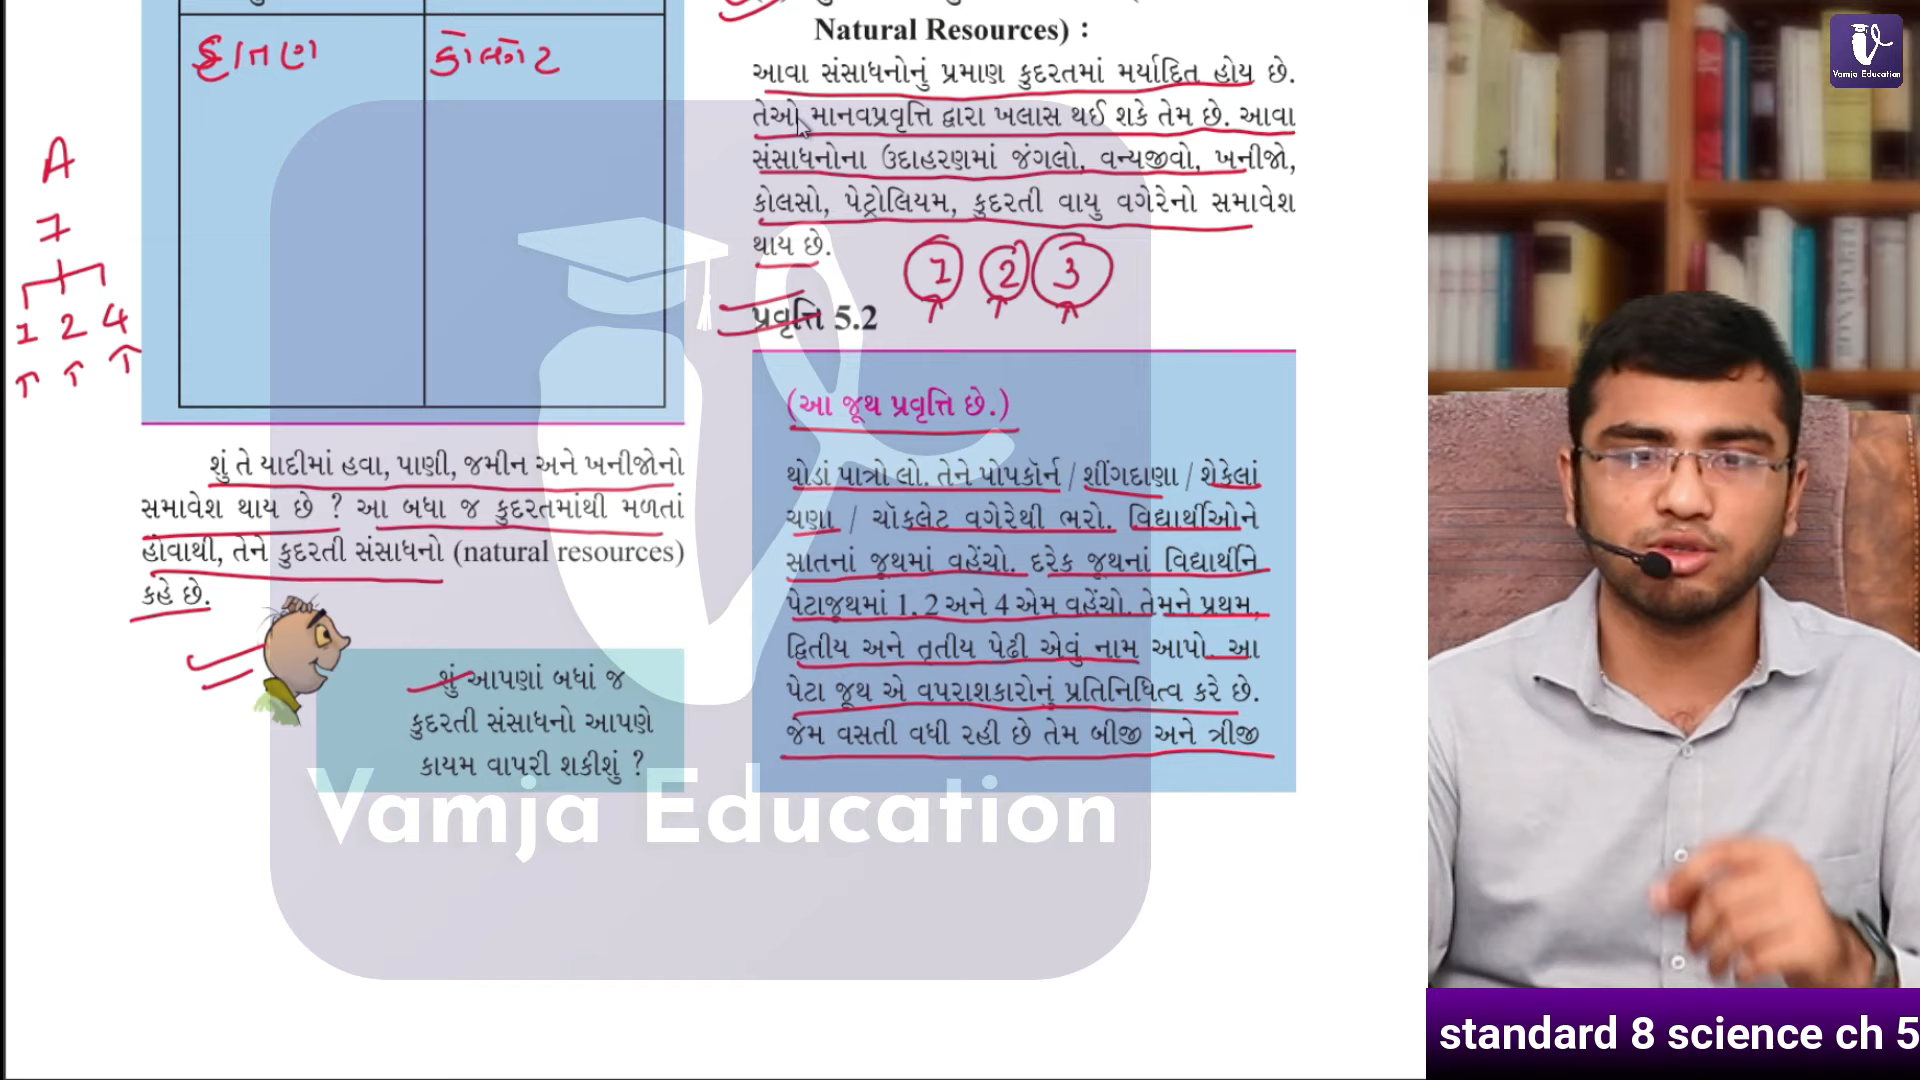 કાતણ
કોલગેટ
A
7
1 2 4
શું તે યાદીમાં હવા, પાણી, જમીન અને ખનીજોનો
સમાવેશ થાય છે ? આ બધા જ કુદરતમાંથી મળતાં
હોવાથી, તેને કુદરતી સંસાધનો (natural resources)
કહે છે.
શું આપણાં બધાં જ
કુદરતી સંસાધનો આપણે
કાયમ વાપરી શકીશું ?
Natural Resources) :
આવા સંસાધનોનું પ્રમાણ કુદરતમાં મર્યાદિત હોય છે.
તેઓ માનવપ્રવૃત્તિ દ્વારા ખલાસ થઈ શકે તેમ છે. આવા
સંસાધનોના ઉદાહરણમાં જંગલો, વન્યજીવો, ખનીજો,
કોલસો, પેટ્રોલિયમ, કુદરતી વાયુ વગેરેનો સમાવેશ
થાય છે.
1 2 3
પ્રવૃત્તિ 5.2
(આ જૂથ પ્રવૃત્તિ છે.)
થોડાં પાત્રો લો. તેને પોપકૉર્ન / શીંગદાણા / શેકેલાં
ચણા / ચૉકલેટ વગેરેથી ભરો. વિદ્યાર્થીઓને
સાતનાં જૂથમાં વહેંચો. દરેક જૂથનાં વિદ્યાર્થીને
પેટાજૂથમાં 1, 2 અને 4 એમ વહેંચો. તેમને પ્રથમ,
દ્વિતીય અને તૃતીય પેઢી એવું નામ આપો. આ
પેટા જૂથ એ વપરાશકારોનું પ્રતિનિધિત્વ કરે છે.
જેમ વસતી વધી રહી છે તેમ બીજી અને ત્રીજી
Vamja Education
Vamja Education
standard 8 science ch 5